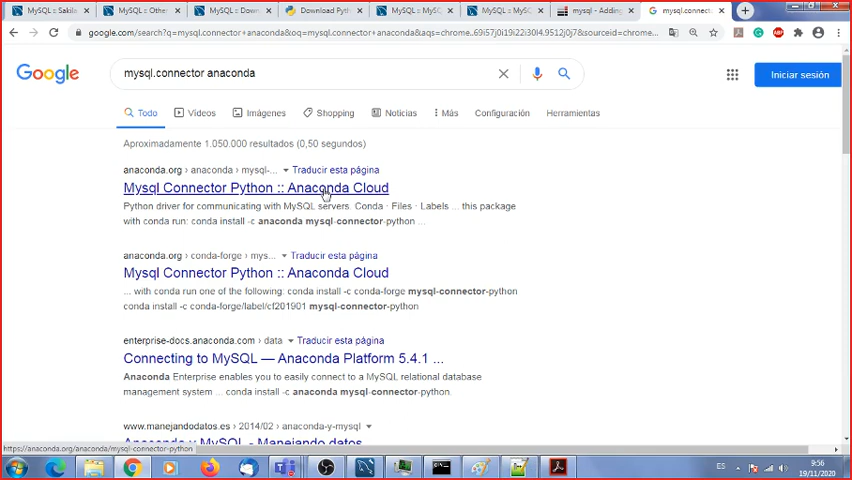 MySQL :: Sakil
MySQL :: Other
MySQL :: Down
Download Pyth
MySQL :: MyS
MySQL :: MyS
mysql - Adding
mysql.connecto
google.com/search?q=mysql.connector+anaconda&oq=mysql.connector+anaconda&aqs=chrome..69i57j0i19i22i30l4.9512j0j7&sourceid=chrome...
Google
mysql.connector anaconda
Iniciar sesión
Todo
Vídeos
Imágenes
Shopping
Noticias
Más
Configuración
Herramientas
Aproximadamente 1.050.000 resultados (0,50 segundos)
anaconda.org › anaconda › mysql-... Traducir esta página
Mysql Connector Python :: Anaconda Cloud
Python driver for communicating with MySQL servers. Conda · Files · Labels ... this package
with conda run: conda install -c anaconda mysql-connector-python ...
anaconda.org › conda-forge › mys... Traducir esta página
Mysql Connector Python :: Anaconda Cloud
... with conda run one of the following: conda install -c conda-forge mysql-connector-python
conda install -c conda-forge/label/cf201901 mysql-connector-python
enterprise-docs.anaconda.com › data Traducir esta página
Connecting to MySQL — Anaconda Platform 5.4.1 ...
Anaconda Enterprise enables you to easily connect to a MySQL relational database
management system ... conda install -c anaconda mysql-connector-python.
www.manejandodatos.es › 2014/02 › anaconda-y-mysql
Anaconda y MySQL - Manejando datos
https://anaconda.org/anaconda/mysql-connector-python
ES
9:56
19/11/2020